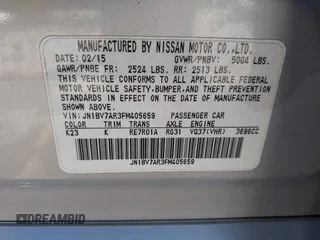 MANUFACTURED BY NISSAN MOTOR CO.,LTD.
DATE: 02/15 GVWR/PNBV: 5004 LBS.
GAWR/PNBE FR: 2524 LBS. RR: 2513 LBS.
THIS VEHICLE CONFORMS TO ALL APPLICABLE FEDERAL
MOTOR VEHICLE SAFETY, BUMPER, AND THEFT PREVENTION
STANDARDS IN EFFECT ON THE DATE OF MANUFACTURE
SHOWN ABOVE.
VIN: JN1BV7AR3FM405659 PASSENGER CAR
COLOR TRIM TRANS AXLE ENGINE
K23 K RE7R01A RG31 VQ37(VHR) 3696CC
JN1BV7AR3FM405659
DREAMBID